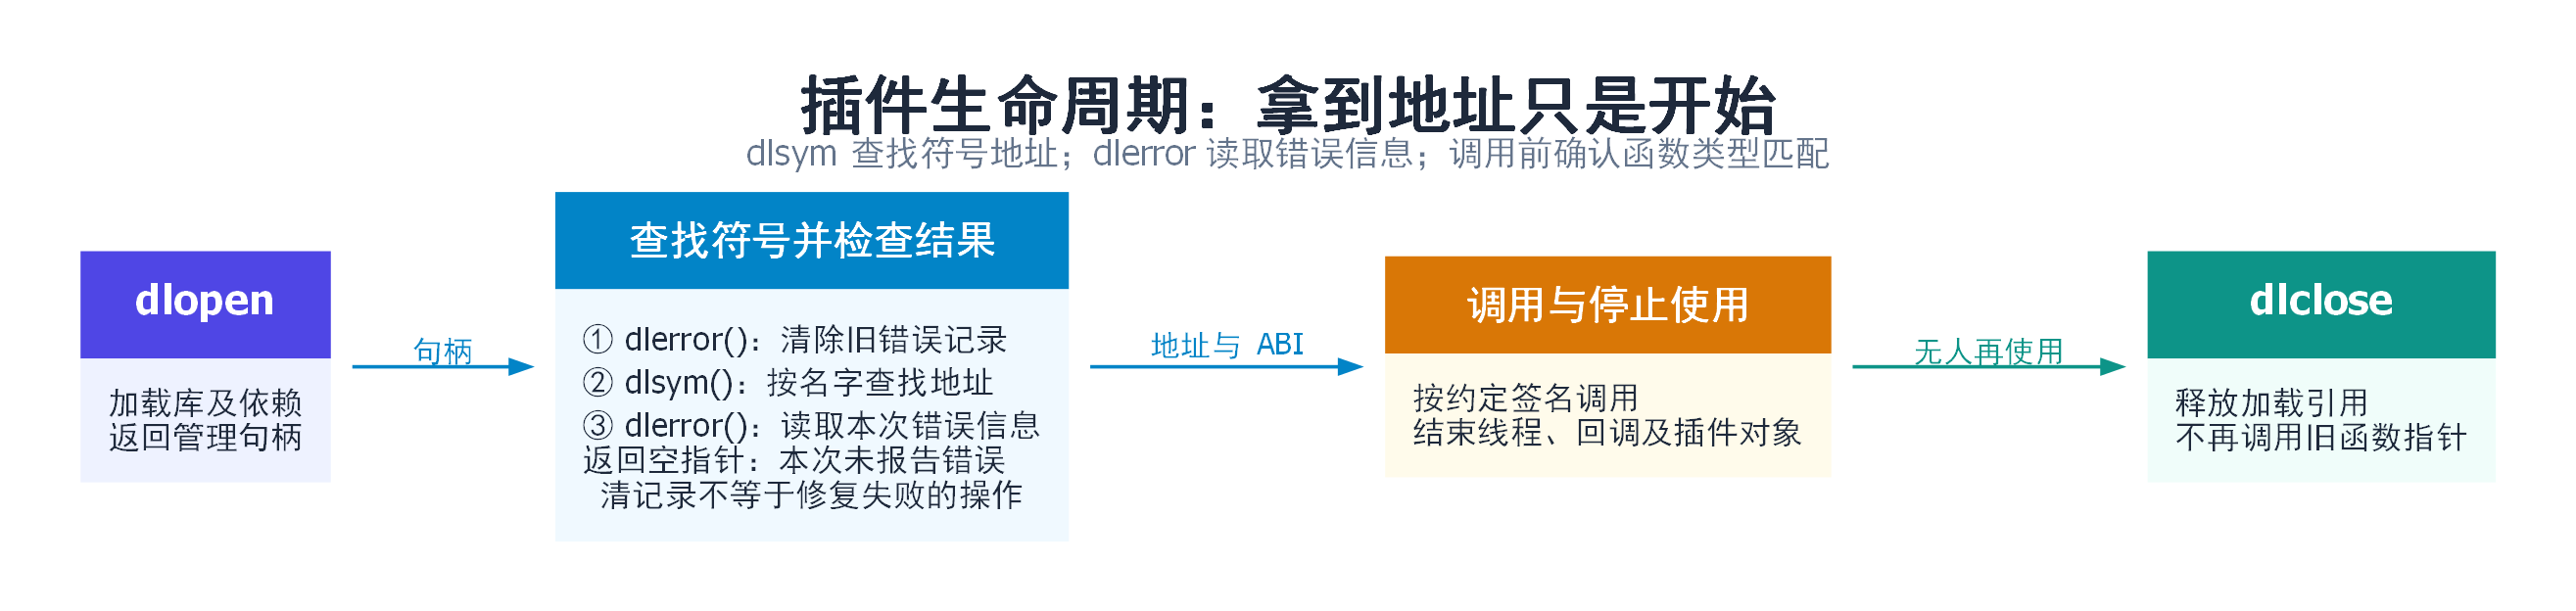 插件生命周期：拿到地址只是开始
dlsym 查找符号地址；dlerror 读取错误信息；调用前确认函数类型匹配
dlopen
加载库及依赖
返回管理句柄
句柄
查找符号并检查结果
① dlerror()：清除旧错误记录
② dlsym()：按名字查找地址
③ dlerror()：读取本次错误信息
返回空指针：本次未报告错误
清记录不等于修复失败的操作
地址与 ABI
调用与停止使用
按约定签名调用
结束线程、回调及插件对象
无人再使用
dlclose
释放加载引用
不再调用旧函数指针